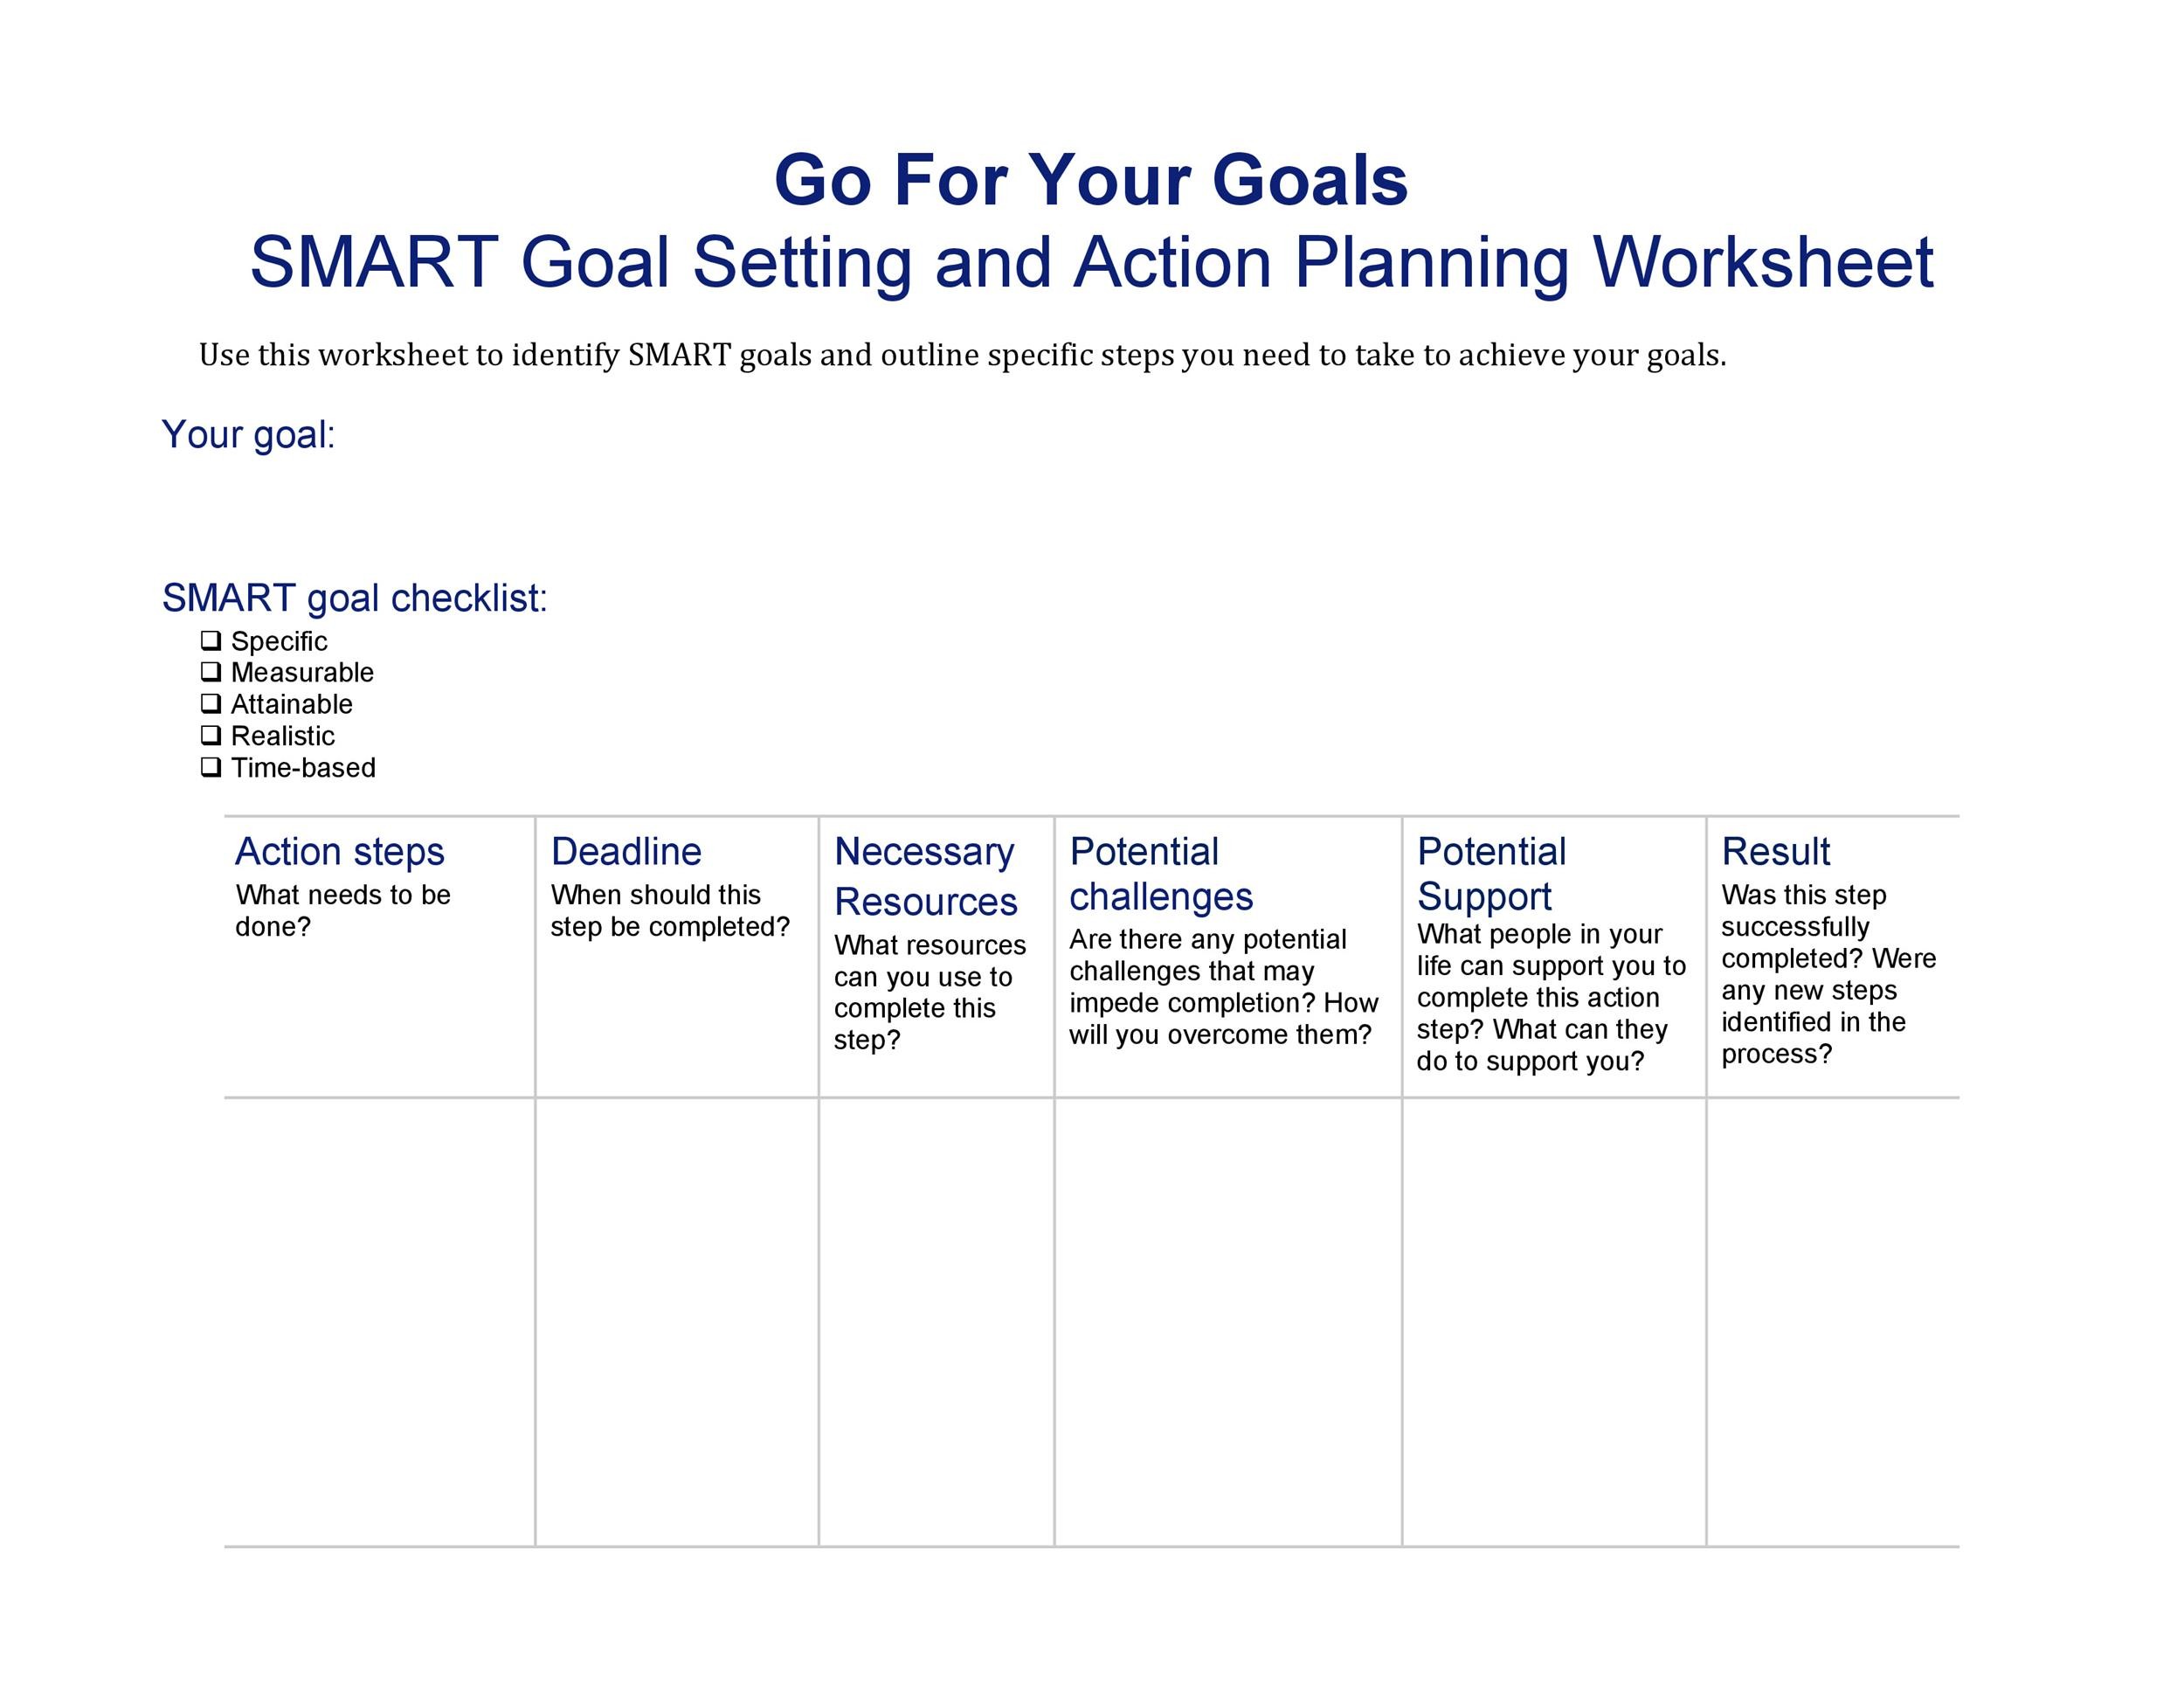 Go For Your Goals
SMART Goal Setting and Action Planning Worksheet
Use this worksheet to identify SMART goals and outline specific steps you need to take to achieve your goals.
Your goal:
SMART goal checklist:
❏ Specific
❏ Measurable
❏ Attainable
❏ Realistic
❏ Time-based
Action steps
What needs to be
done?
Deadline
When should this
step be completed?
Necessary
Resources
What resources
can you use to
complete this
step?
Potential
challenges
Are there any potential
challenges that may
impede completion? How
will you overcome them?
Potential
Support
What people in your
life can support you to
complete this action
step? What can they
do to support you?
Result
Was this step
successfully
completed? Were
any new steps
identified in the
process?